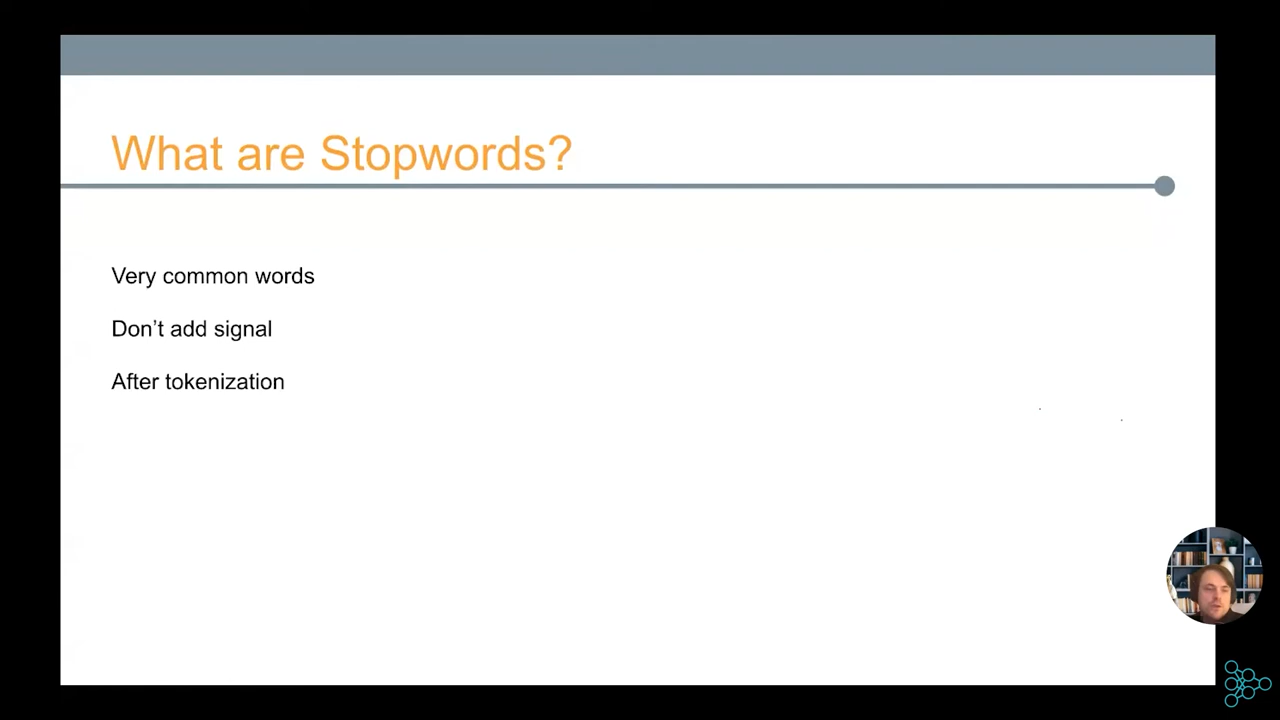 What are Stopwords?
Very common words
Don’t add signal
After tokenization